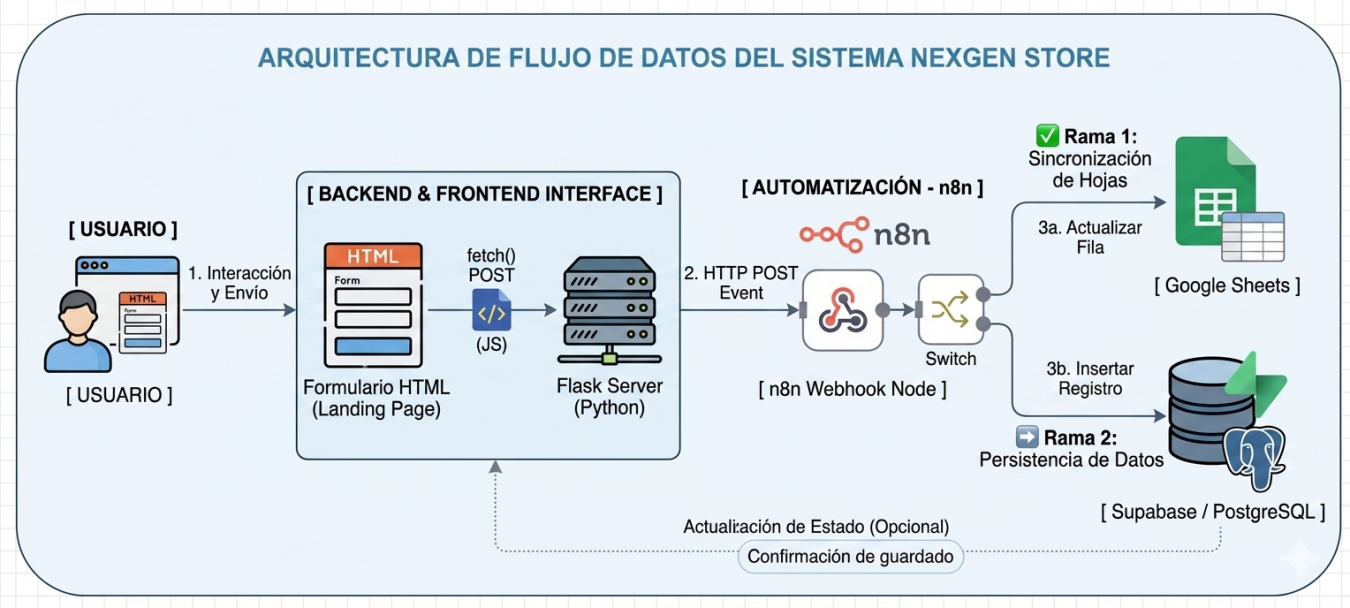 ARQUITECTURA DE FLUJO DE DATOS DEL SISTEMA NEXGEN STORE
[ USUARIO ]
HTML
Form
[ USUARIO ]
1. Interacción
y Envío
[ BACKEND & FRONTEND INTERFACE ]
HTML
Form
Formulario HTML
(Landing Page)
fetch()
POST
</>
(JS)
Flask Server
(Python)
2. HTTP POST
Event
[ AUTOMATIZACIÓN - n8n ]
n8n
[ n8n Webhook Node ]
Switch
Rama 1:
Sincronización
de Hojas
3a. Actualizar
Fila
[ Google Sheets ]
3b. Insertar
Registro
Rama 2:
Persistencia de Datos
[ Supabase / PostgreSQL ]
Actualización de Estado (Opcional)
Confirmación de guardado